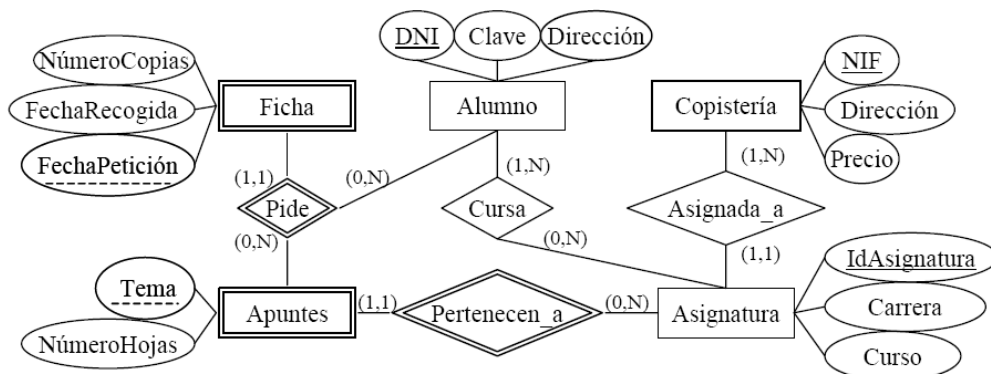 DNI
Clave
Dirección
NúmeroCopias
FechaRecogida
FechaPetición
Ficha
Alumno
Copistería
NIF
Dirección
Precio
(1,1)
(0,N)
(1,N)
(1,N)
Pide
Cursa
Asignada_a
(0,N)
(0,N)
(1,1)
Tema
NúmeroHojas
Apuntes
(1,1)
Pertenecen_a
(0,N)
Asignatura
IdAsignatura
Carrera
Curso